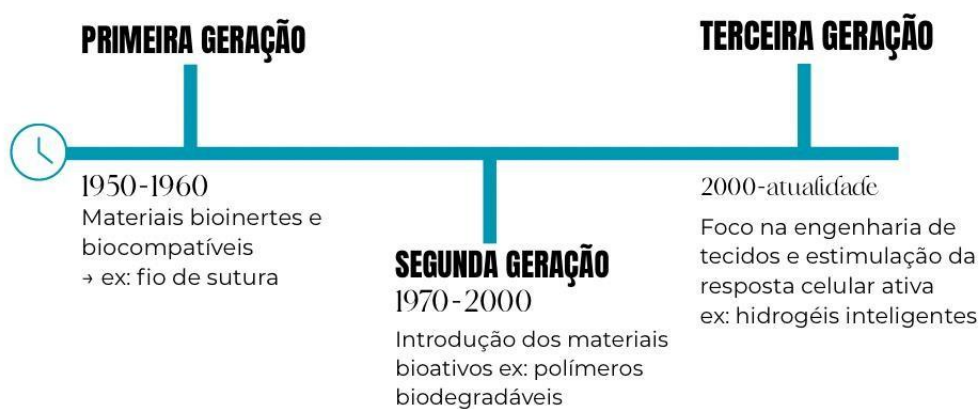 PRIMEIRA GERAÇÃO
1950-1960
Materiais bioinertes e
biocompatíveis
→ ex: fio de sutura
SEGUNDA GERAÇÃO
1970-2000
Introdução dos materiais
bioativos ex: polímeros
biodegradáveis
TERCEIRA GERAÇÃO
2000-atualidade
Foco na engenharia de
tecidos e estimulação da
resposta celular ativa
ex: hidrogéis inteligentes